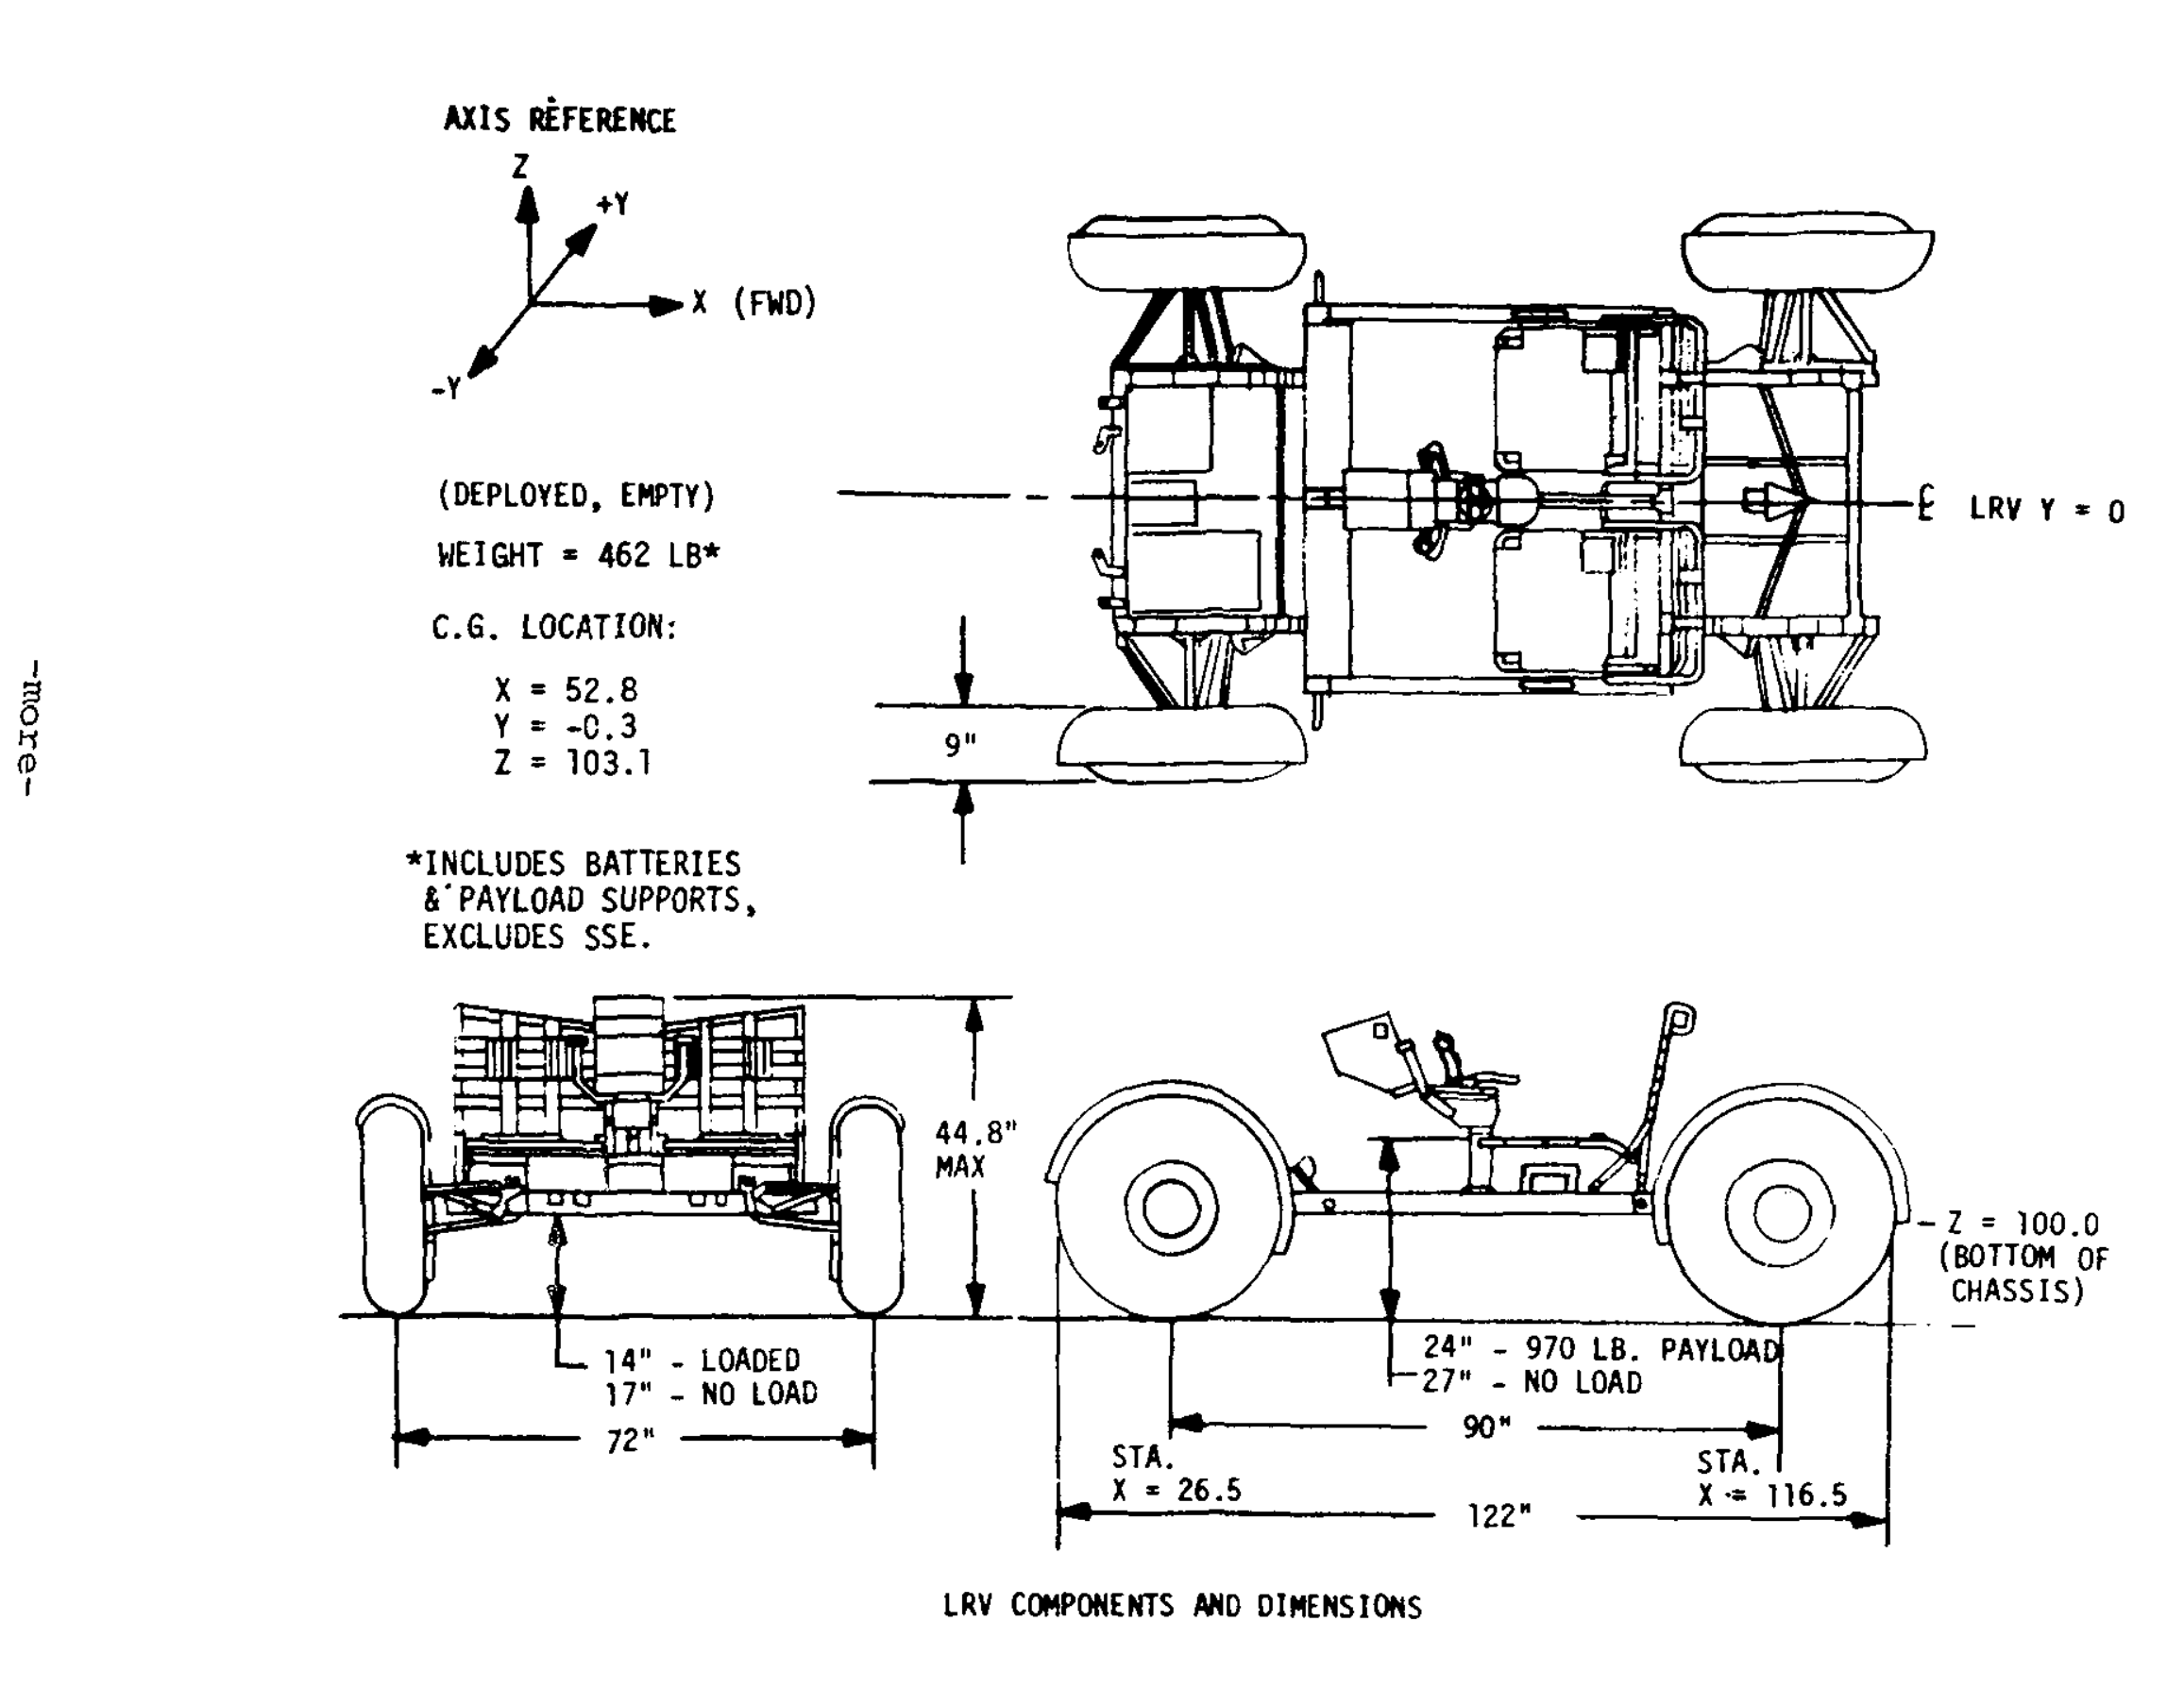 AXIS REFERENCE
Z
+Y
X (FWD)
-Y
(DEPLOYED, EMPTY)
WEIGHT = 462 LB*
C.G. LOCATION:
X = 52.8
Y = -0.3
Z = 103.1
*INCLUDES BATTERIES
& PAYLOAD SUPPORTS,
EXCLUDES SSE.
-more-
9"
℄ LRV Y = 0
44.8"
MAX
14" - LOADED
17" - NO LOAD
72"
Z = 100.0
(BOTTOM OF
CHASSIS)
24" - 970 LB. PAYLOAD
27" - NO LOAD
90"
STA.
X = 26.5
STA.
X = 116.5
122"
LRV COMPONENTS AND DIMENSIONS